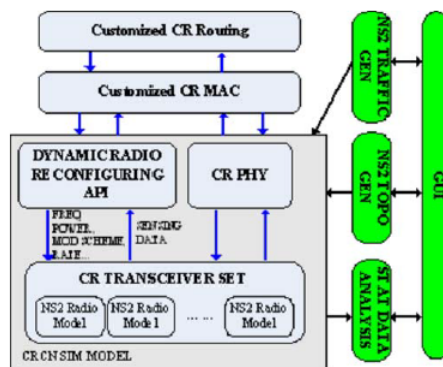 Customized CR Routing
Customized CR MAC
DYNAMIC RADIO
RECONFIGURING
API
CR PHY
FREQ
POWER,
MOD SCHEME,
RATE...
SENSING
DATA
CR TRANSCEIVER SET
NS2 Radio
Model
NS2 Radio
Model
... ...
NS2 Radio
Model
CRCNSIM MODEL
NS2 TRAFFIC
GEN
NS2 TOPO
GEN
STAT DATA
ANALYSIS
GUI